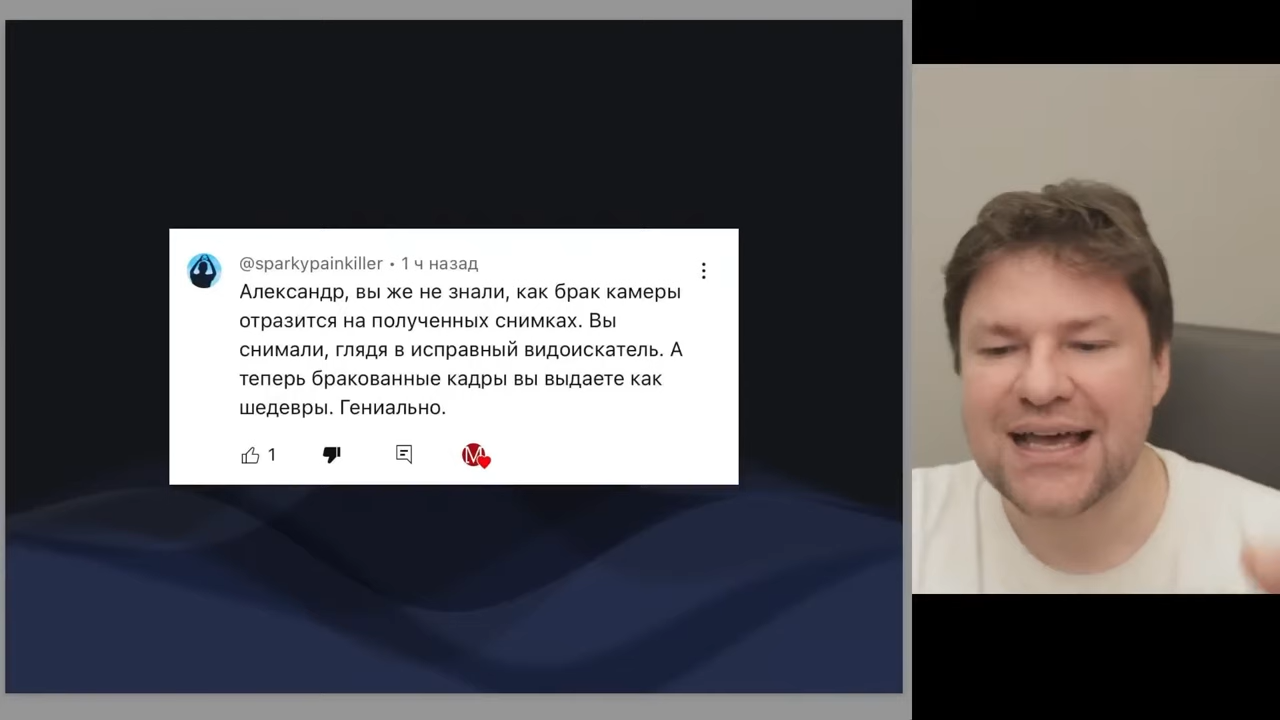 @sparkypainkiller • 1 ч назад
Александр, вы же не знали, как брак камеры
отразится на полученных снимках. Вы
снимали, глядя в исправный видоискатель. А
теперь бракованные кадры вы выдаете как
шедевры. Гениально.
1
M